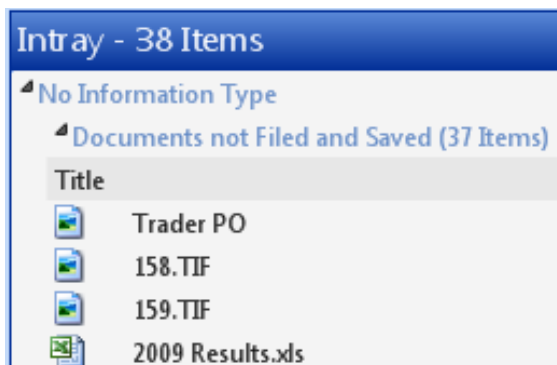 Intray - 38 Items
No Information Type
Documents not Filed and Saved (37 Items)
Title
Trader PO
158.TIF
159.TIF
2009 Results.xls